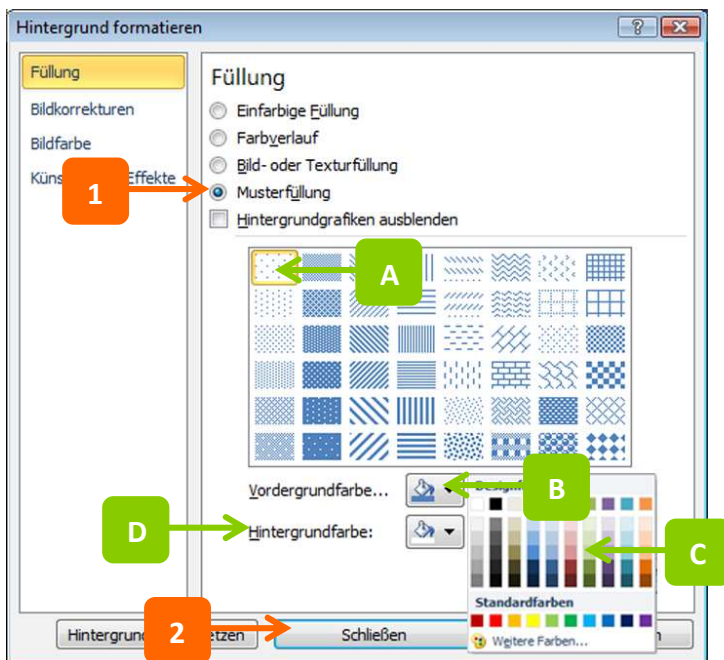 Hintergrund formatieren
Füllung
Bildkorrekturen
Bildfarbe
Effekte
1
Füllung
Einfarbige Füllung
Farbverlauf
Bild- oder Texturfüllung
Musterfüllung
Hintergrundgrafiken ausblenden
A
Vordergrundfarbe...
B
D
Hintergrundfarbe:
C
Standardfarben
Weitere Farben...
2
Schließen